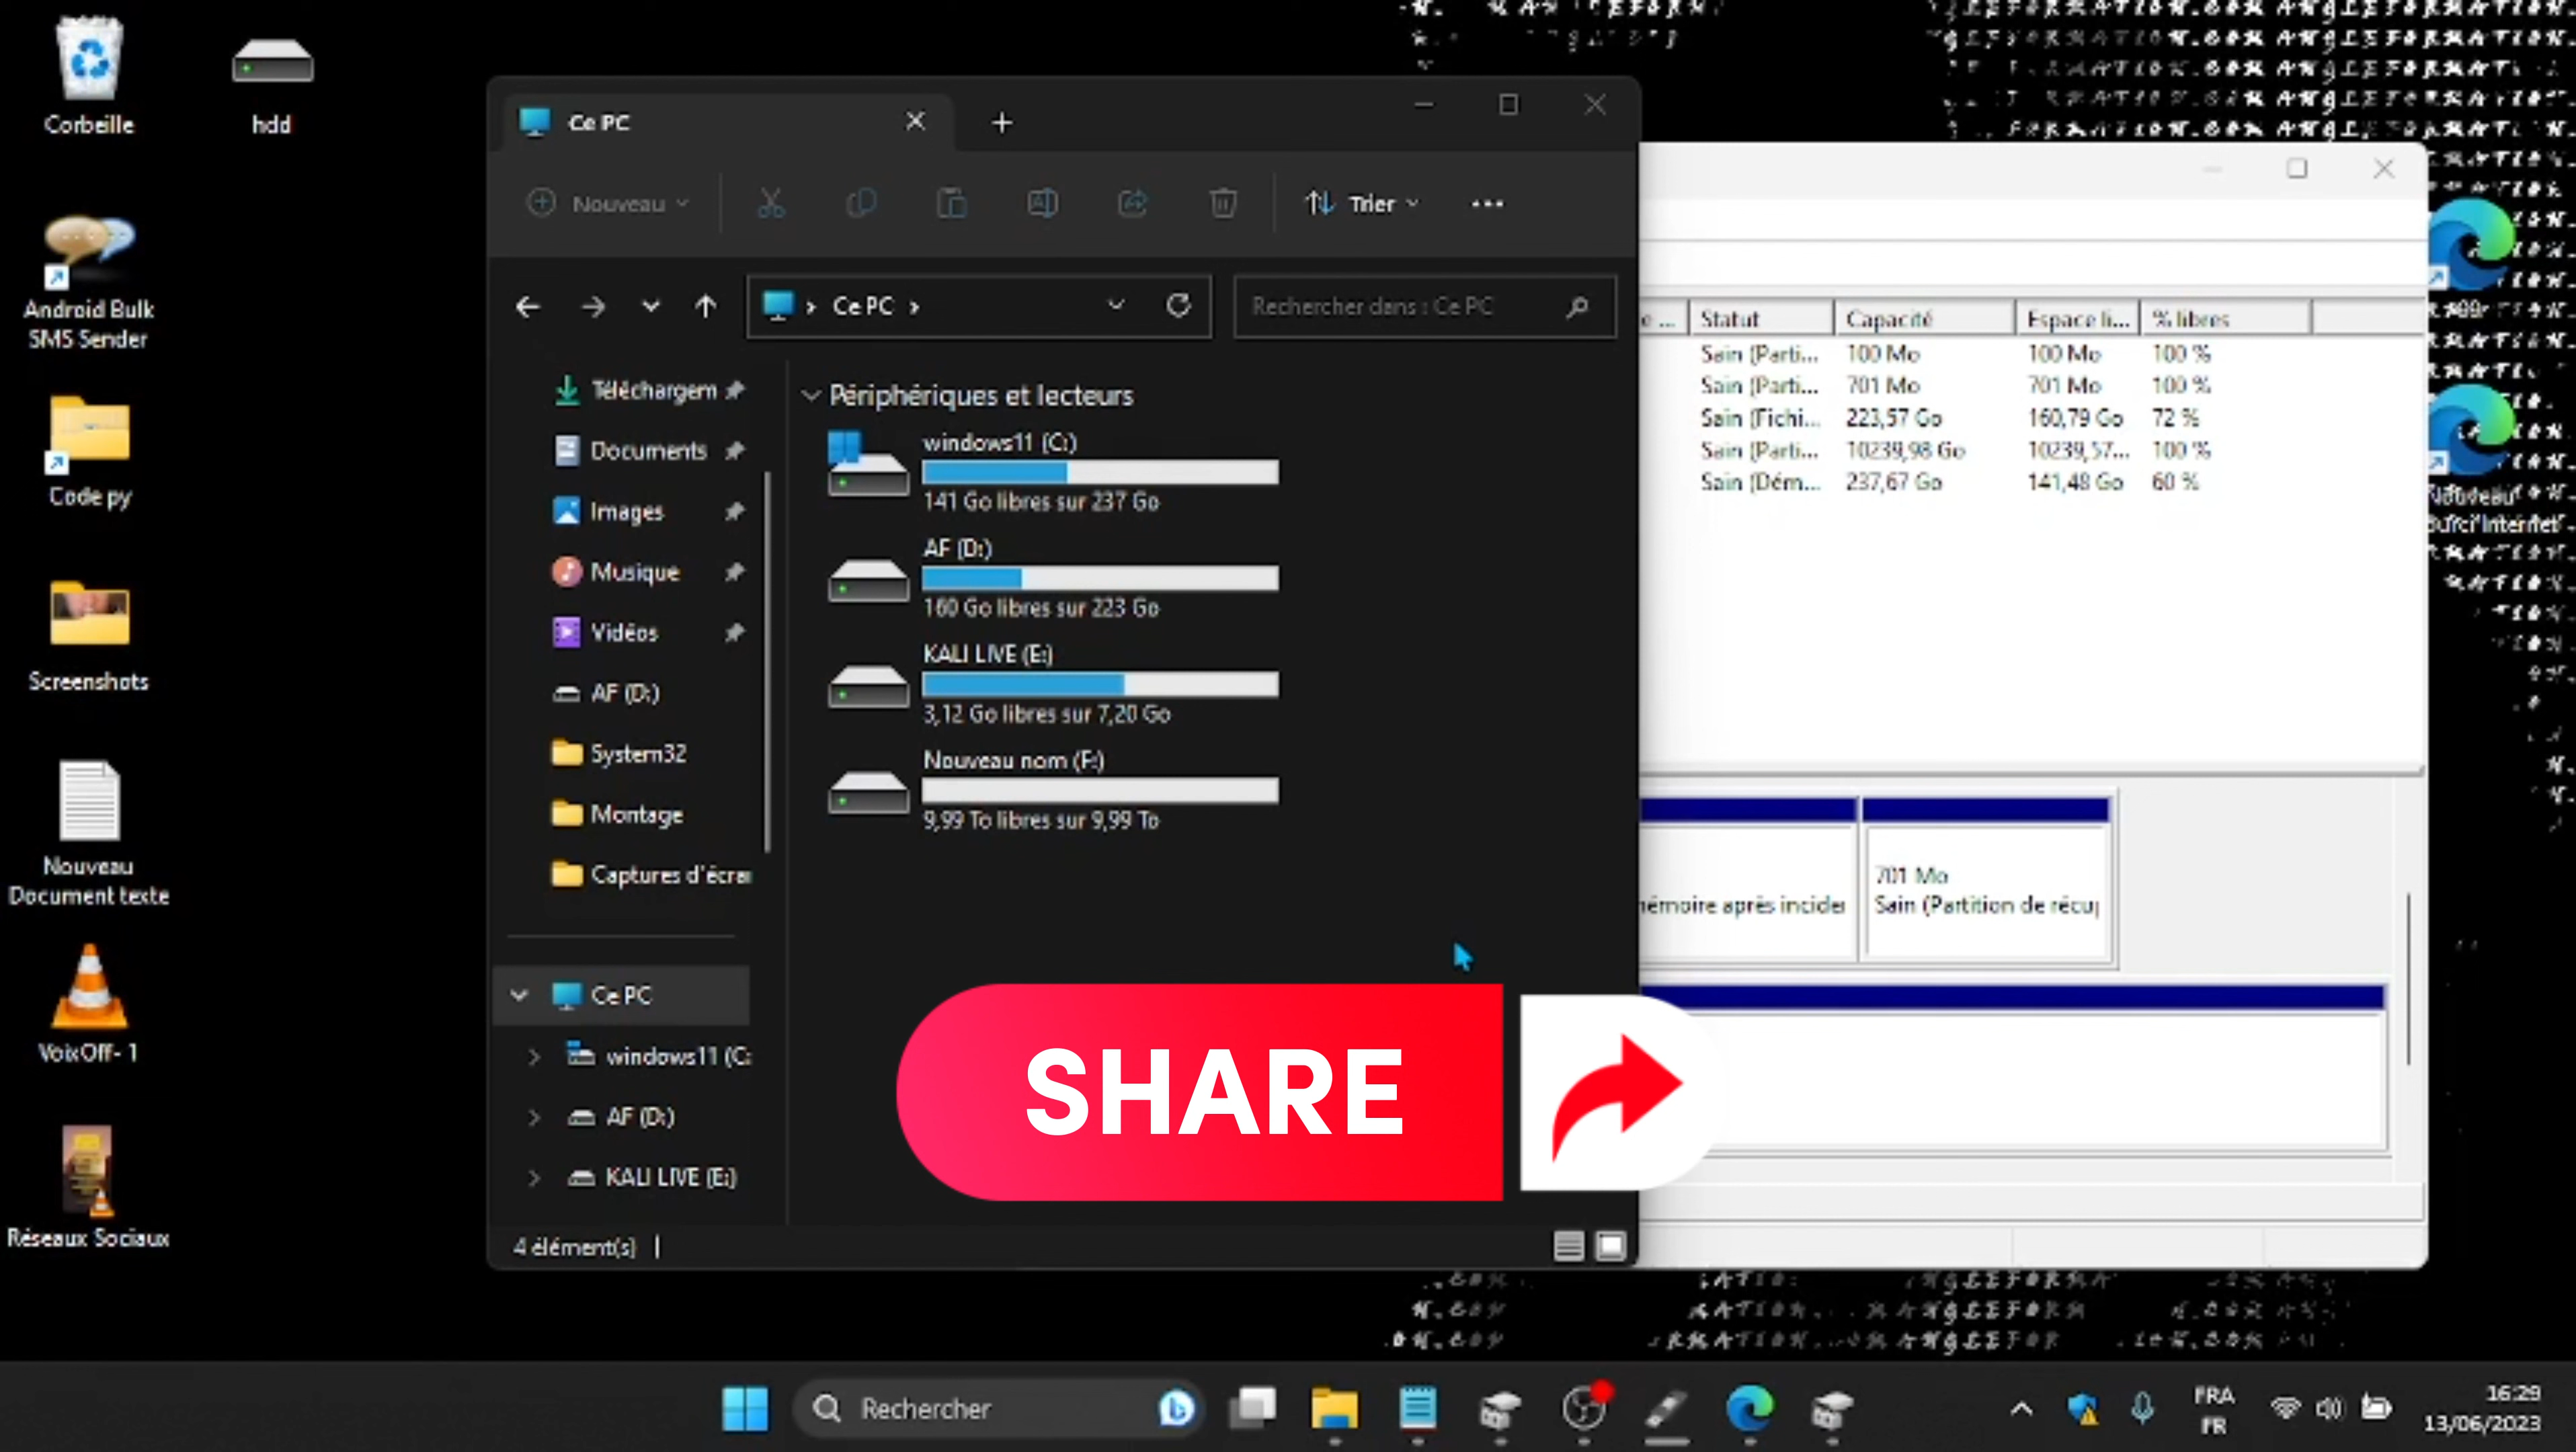 Corbeille
hdd
Android Bulk
SMS Sender
Code py
Screenshots
Nouveau
Document texte
VoixOff- 1
Réseaux Sociaux
Ce PC
Nouveau
Trier
Ce PC
Rechercher dans : Ce PC
Téléchargem
Documents
Images
Musique
Vidéos
AF (D:)
System32
Montage
Captures d'écrar
Ce PC
windows11 (C:
AF (D:)
KALI LIVE (E:)
4 élément(s)
Périphériques et lecteurs
windows11 (C:)
141 Go libres sur 237 Go
AF (D:)
160 Go libres sur 223 Go
KALI LIVE (E:)
3,12 Go libres sur 7,20 Go
Nouveau nom (F:)
9,99 To libres sur 9,99 To
SHARE
e ... Statut Capacité Espace li... % libres
Sain (Parti... 100 Mo 100 Mo 100 %
Sain (Parti... 701 Mo 701 Mo 100 %
Sain (Fichi... 223,57 Go 160,79 Go 72 %
Sain (Parti... 10239,98 Go 10239,57... 100 %
Sain (Dém... 237,67 Go 141,48 Go 60 %
701 Mo
némoire après incider
Sain (Partition de récup
Nouveau
Rechercher
FRA
FR
16:29
13/06/2023